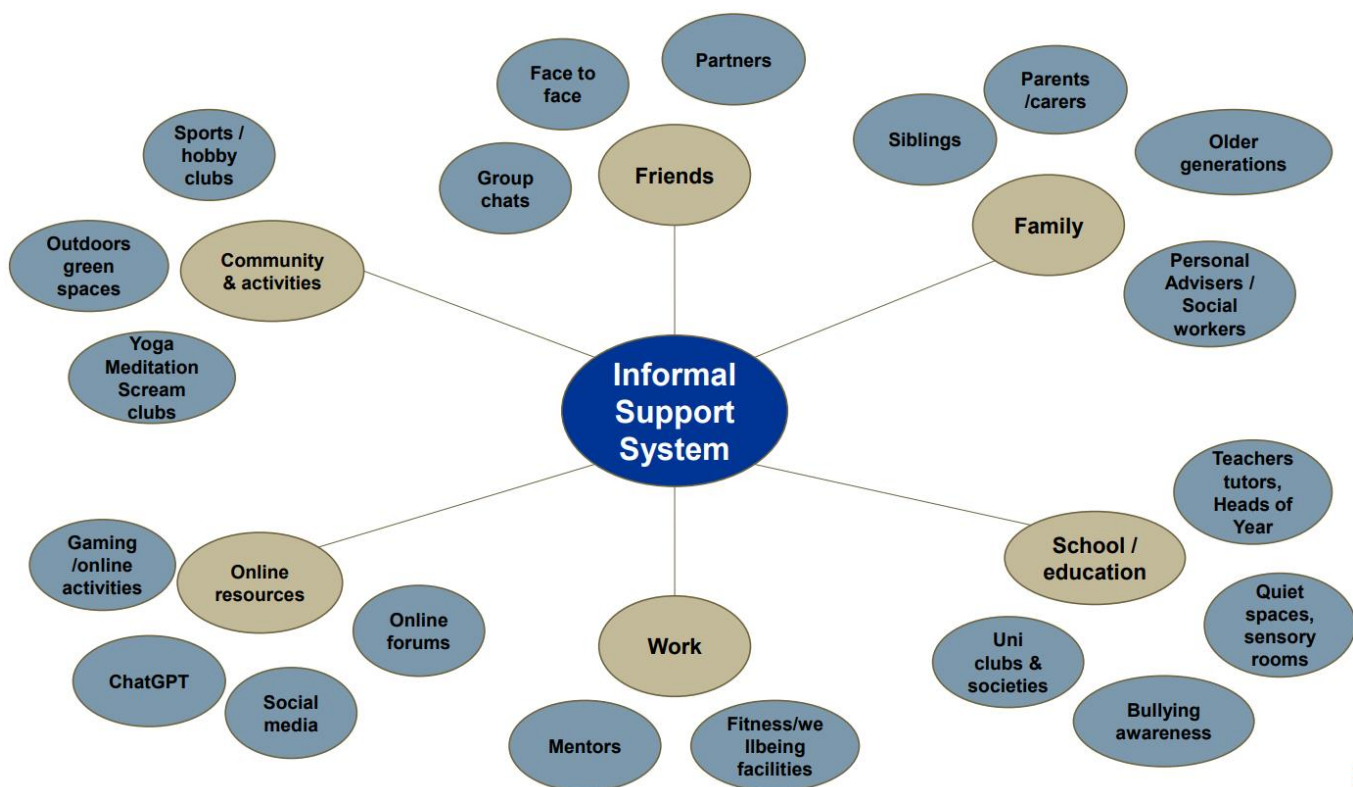 Partners
Face to
face
Group
chats
Friends
Parents
/carers
Siblings
Older
generations
Family
Personal
Advisers /
Social
workers
Sports /
hobby
clubs
Outdoors
green
spaces
Community
& activities
Yoga
Meditation
Scream
clubs
Informal
Support
System
Teachers
tutors,
Heads of
Year
School /
education
Quiet
spaces,
sensory
rooms
Uni
clubs &
societies
Bullying
awareness
Gaming
/online
activities
Online
resources
Online
forums
ChatGPT
Social
media
Work
Mentors
Fitness/we
llbeing
facilities